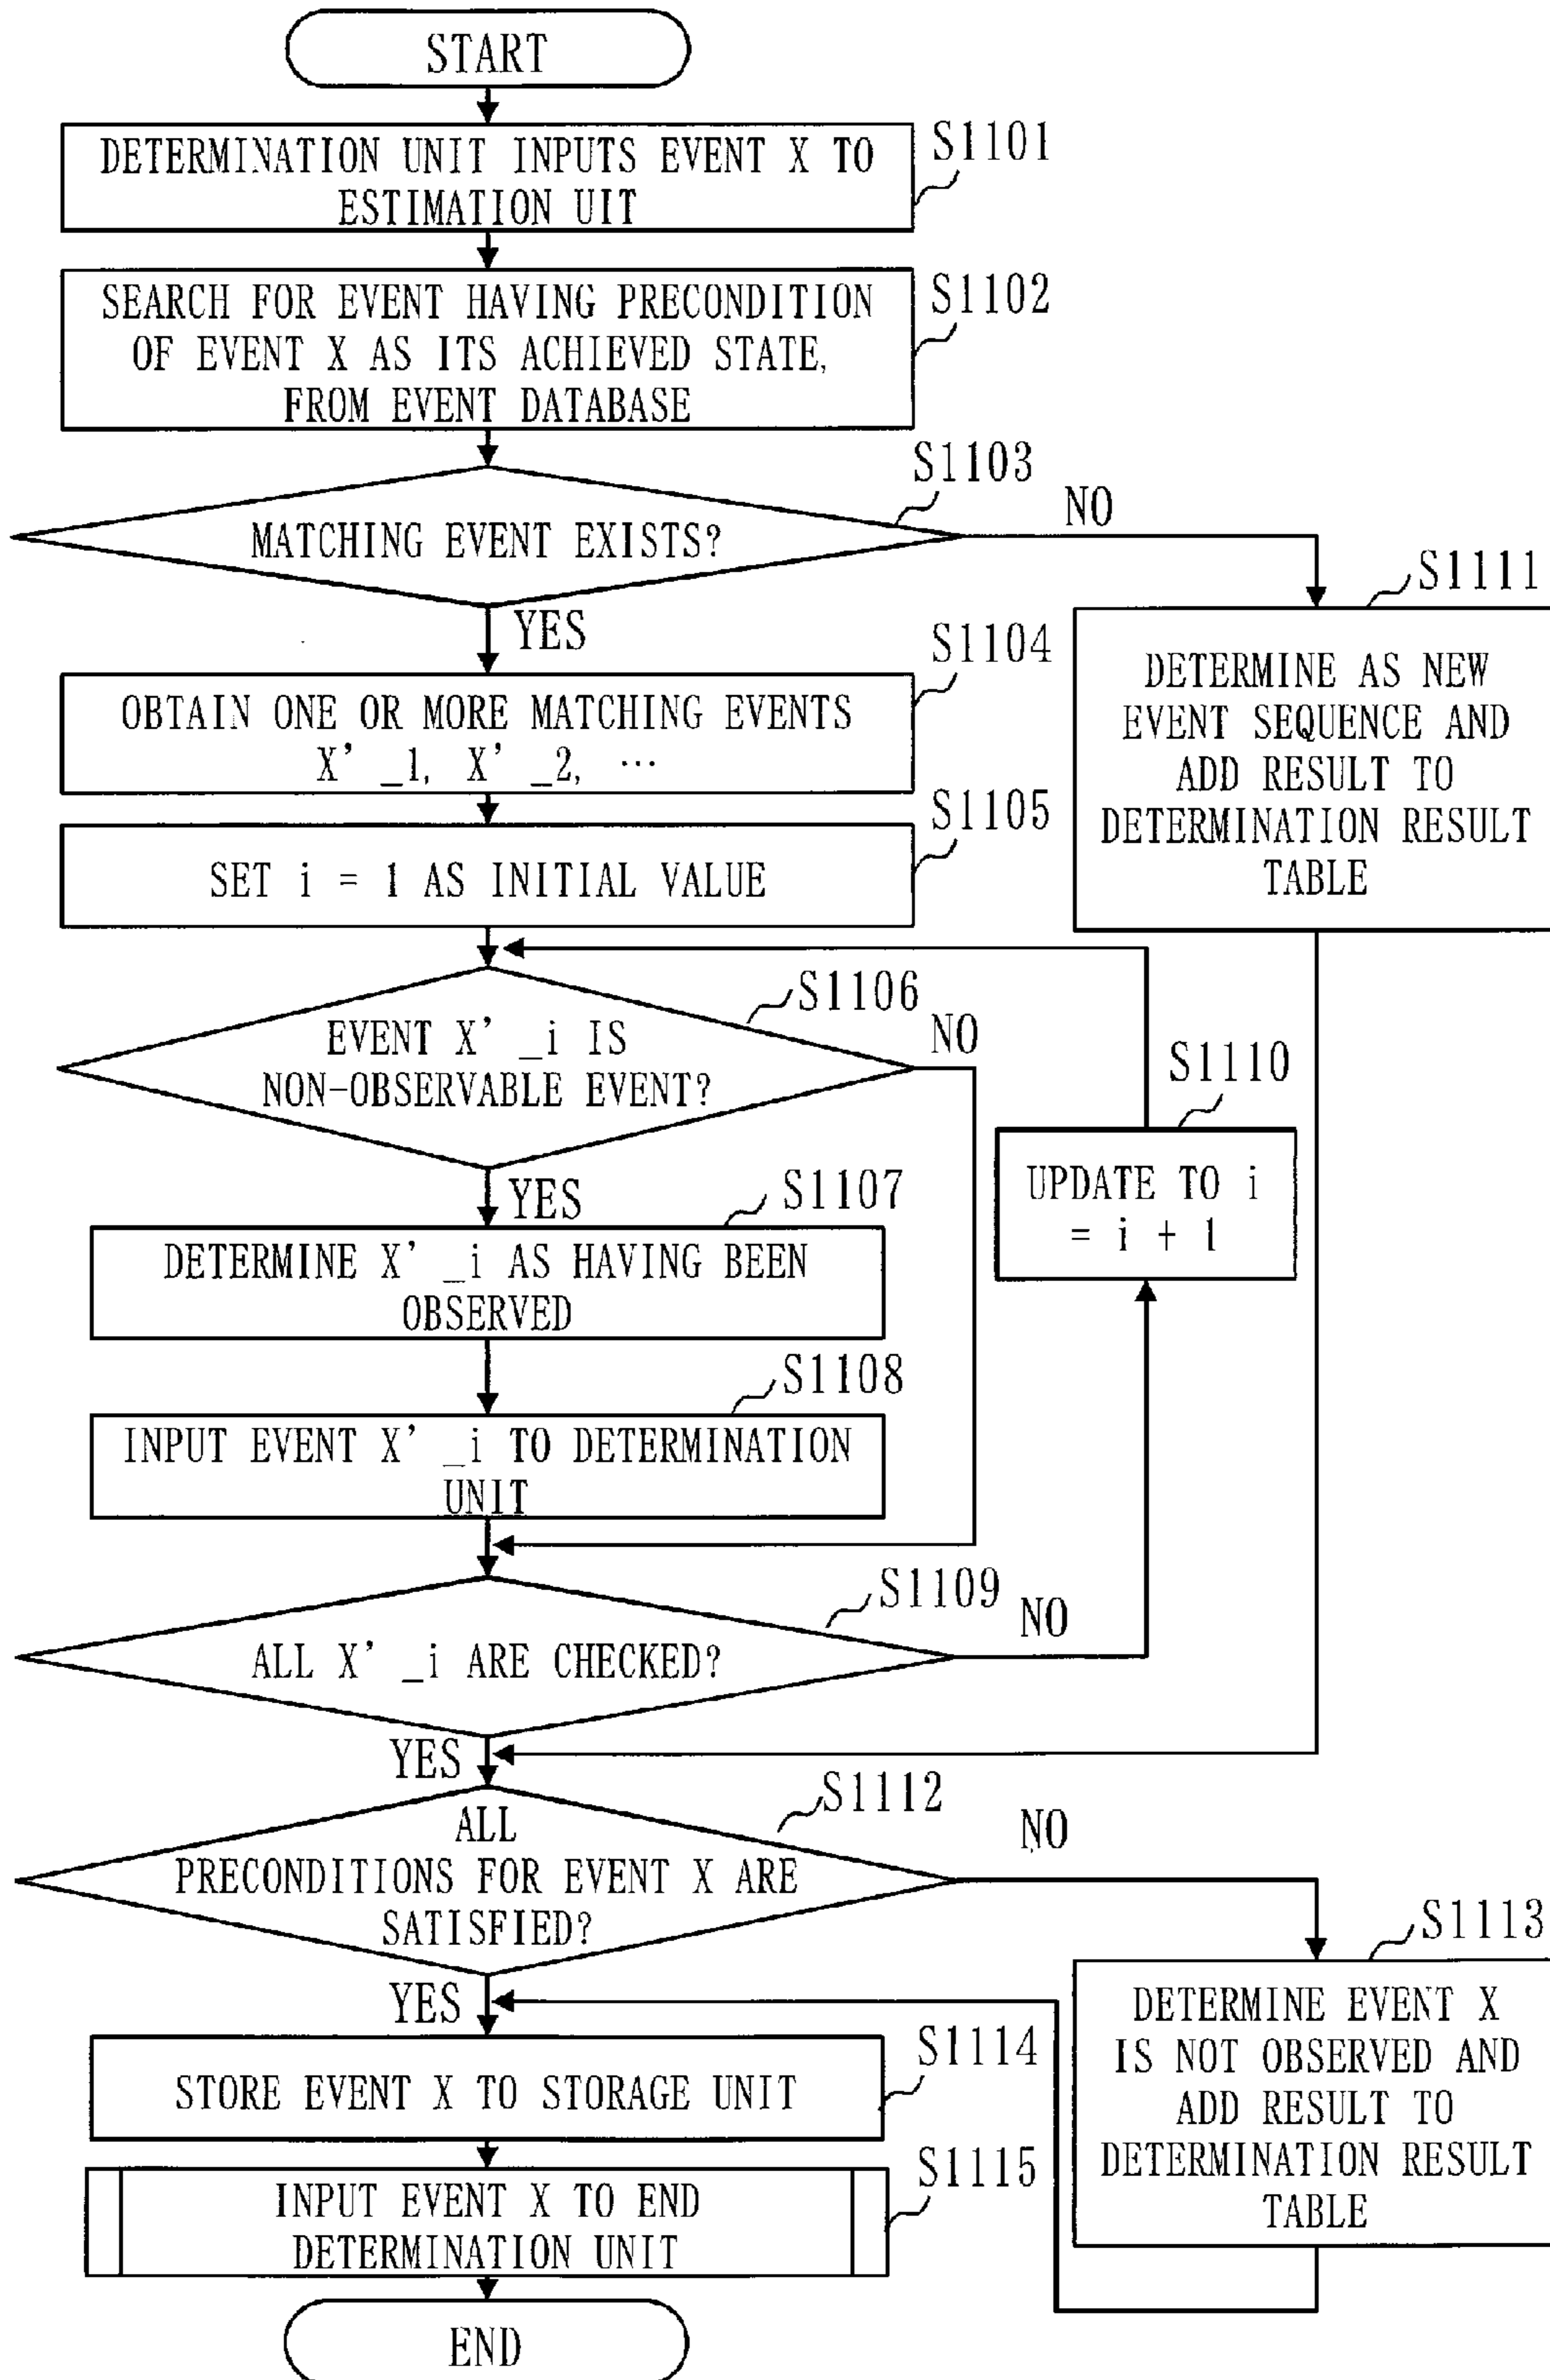 START
DETERMINATION UNIT INPUTS EVENT X TO
ESTIMATION UIT
S1101
SEARCH FOR EVENT HAVING PRECONDITION
OF EVENT X AS ITS ACHIEVED STATE,
FROM EVENT DATABASE
S1102
S1103
MATCHING EVENT EXISTS?
NO
YES
S1111
DETERMINE AS NEW
EVENT SEQUENCE AND
ADD RESULT TO
DETERMINATION RESULT
TABLE
S1104
OBTAIN ONE OR MORE MATCHING EVENTS
X' _1, X' _2, …
S1105
SET i = 1 AS INITIAL VALUE
S1106
EVENT X' _i IS
NON-OBSERVABLE EVENT?
NO
YES
S1110
UPDATE TO i
= i + 1
S1107
DETERMINE X' _i AS HAVING BEEN
OBSERVED
S1108
INPUT EVENT X' _i TO DETERMINATION
UNIT
S1109
ALL X' _i ARE CHECKED?
NO
YES
S1112
ALL
PRECONDITIONS FOR EVENT X ARE
SATISFIED?
NO
YES
S1113
DETERMINE EVENT X
IS NOT OBSERVED AND
ADD RESULT TO
DETERMINATION RESULT
TABLE
S1114
STORE EVENT X TO STORAGE UNIT
S1115
INPUT EVENT X TO END
DETERMINATION UNIT
END